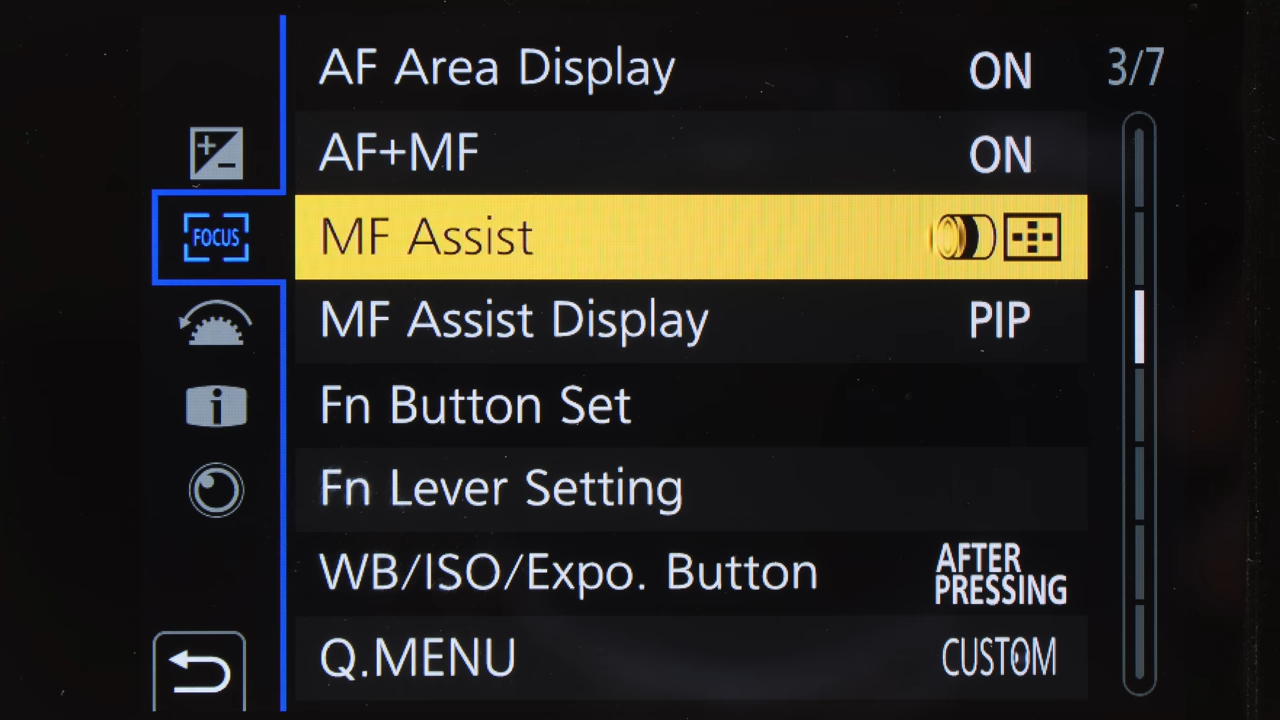 AF Area Display ON 3/7
AF+MF ON
MF Assist
FOCUS
MF Assist Display PIP
Fn Button Set
Fn Lever Setting
WB/ISO/Expo. Button AFTER PRESSING
Q.MENU CUSTOM